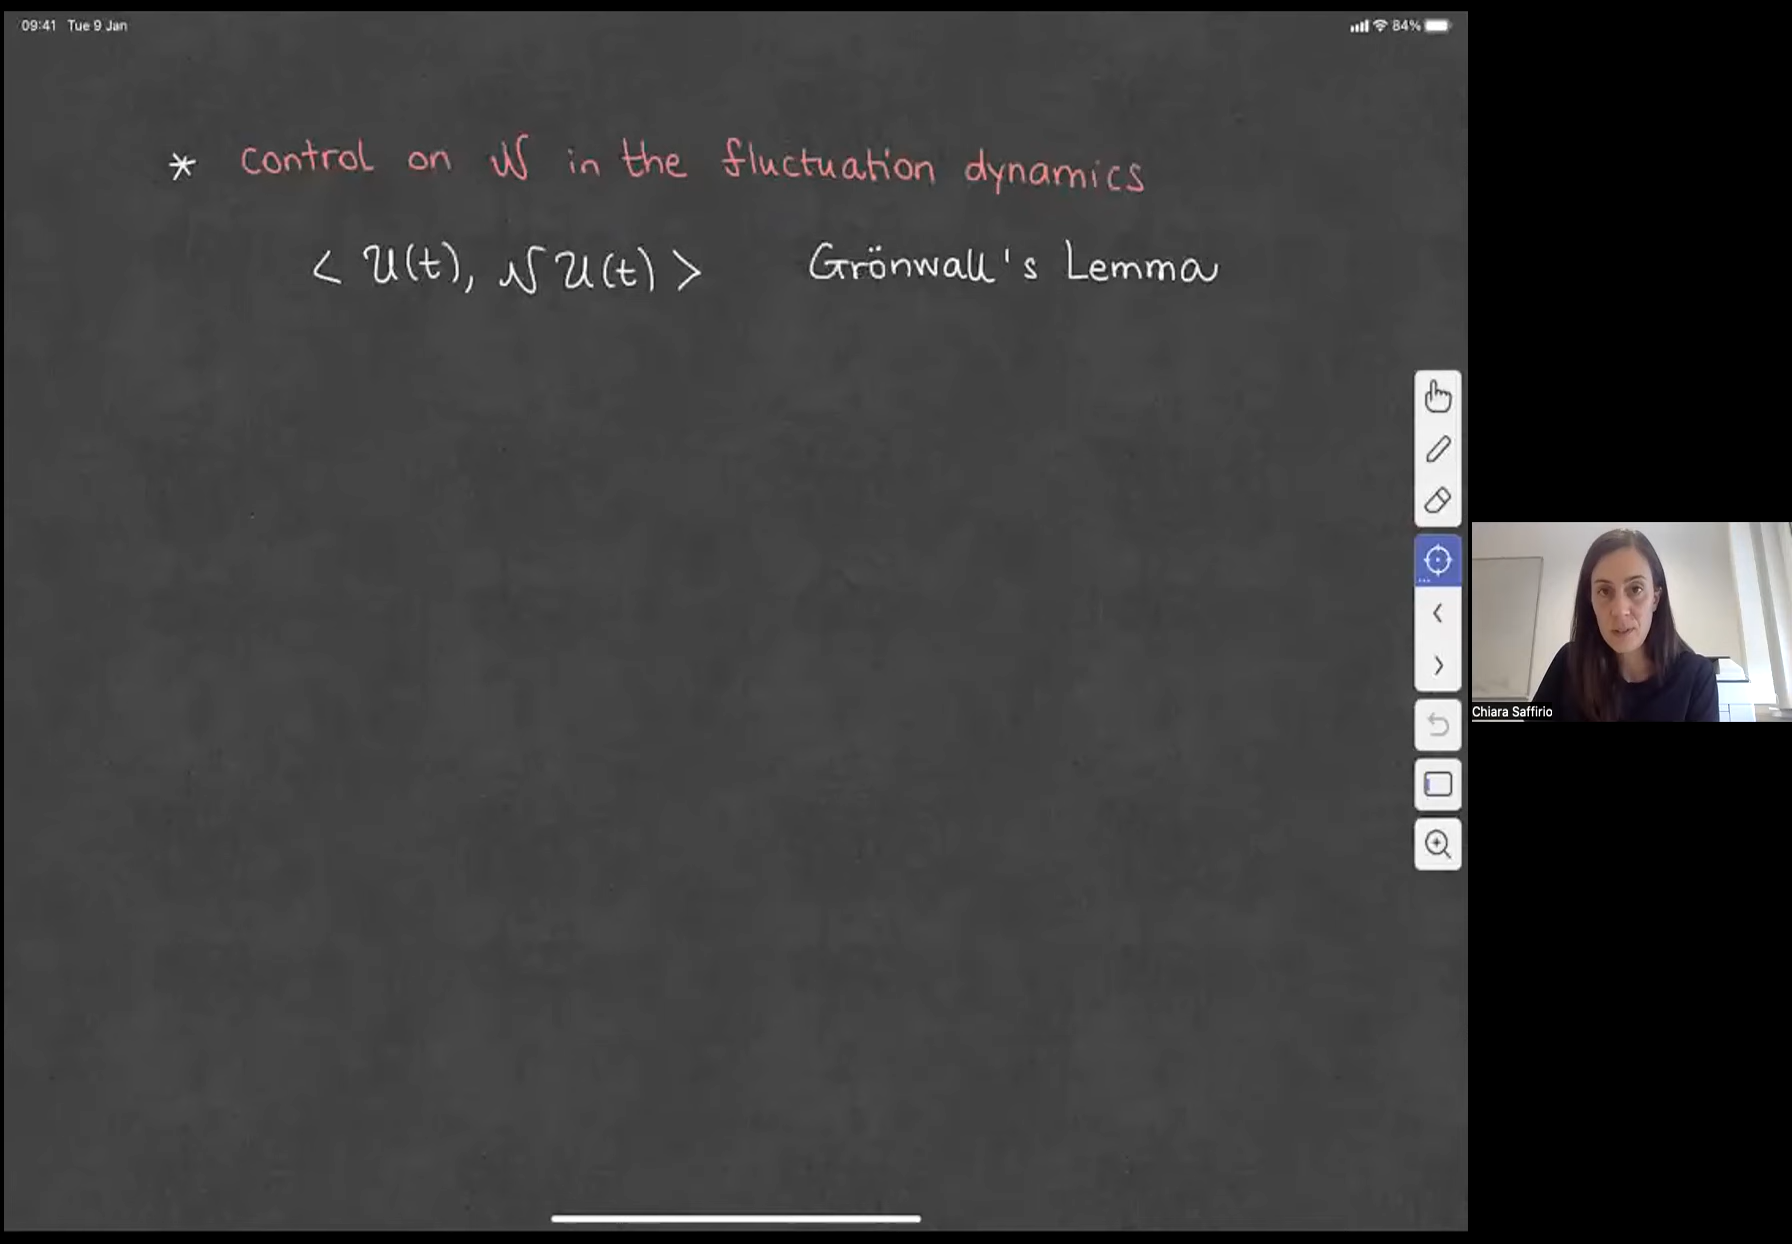 09:41 Tue 9 Jan
84%
* control on 𝒩 in the fluctuation dynamics
< 𝒰(t), 𝒩 𝒰(t) > Grönwall's Lemma
Chiara Saffirio